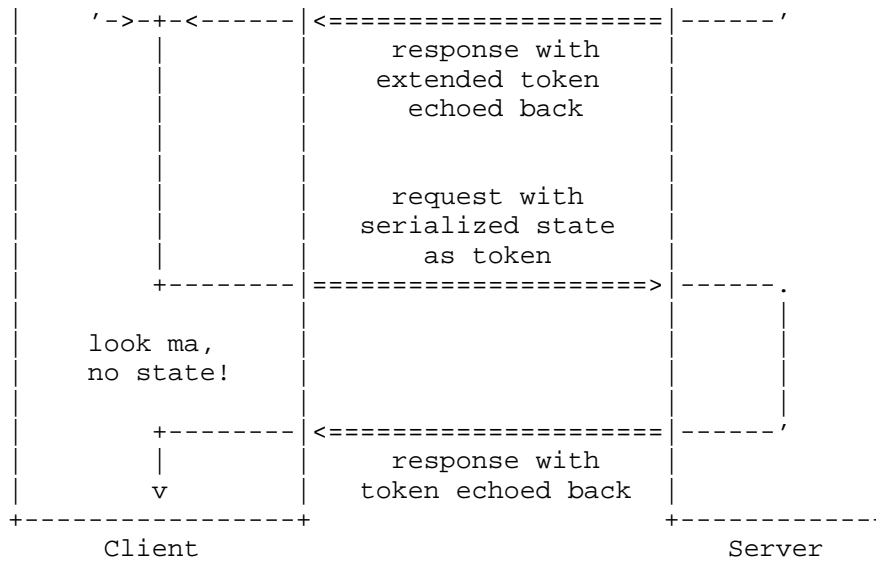 response with
extended token
echoed back
request with
serialized state
as token
look ma,
no state!
response with
token echoed back
Client Server